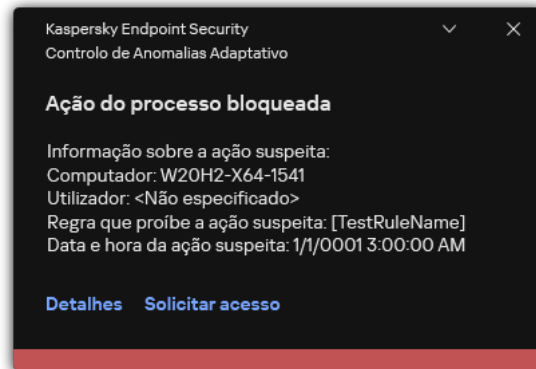 Kaspersky Endpoint Security
Controlo de Anomalias Adaptativo
Ação do processo bloqueada
Informação sobre a ação suspeita:
Computador: W20H2-X64-1541
Utilizador: <Não especificado>
Regra que proíbe a ação suspeita: [TestRuleName]
Data e hora da ação suspeita: 1/1/0001 3:00:00 AM
Detalhes Solicitar acesso